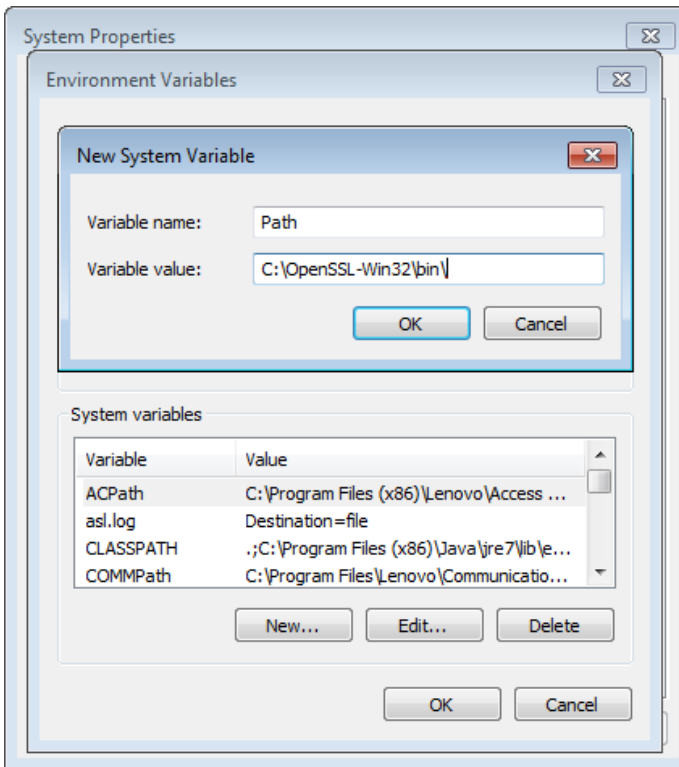 System Properties
Environment Variables
New System Variable
Variable name: Path
Variable value: C:\OpenSSL-Win32\bin\
OK Cancel
System variables
Variable Value
ACPath C:\Program Files (x86)\Lenovo\Access ...
asl.log Destination=file
CLASSPATH .;C:\Program Files (x86)\Java\jre7\lib\e...
COMMPath C:\Program Files\Lenovo\Communicatio...
New... Edit... Delete
OK Cancel